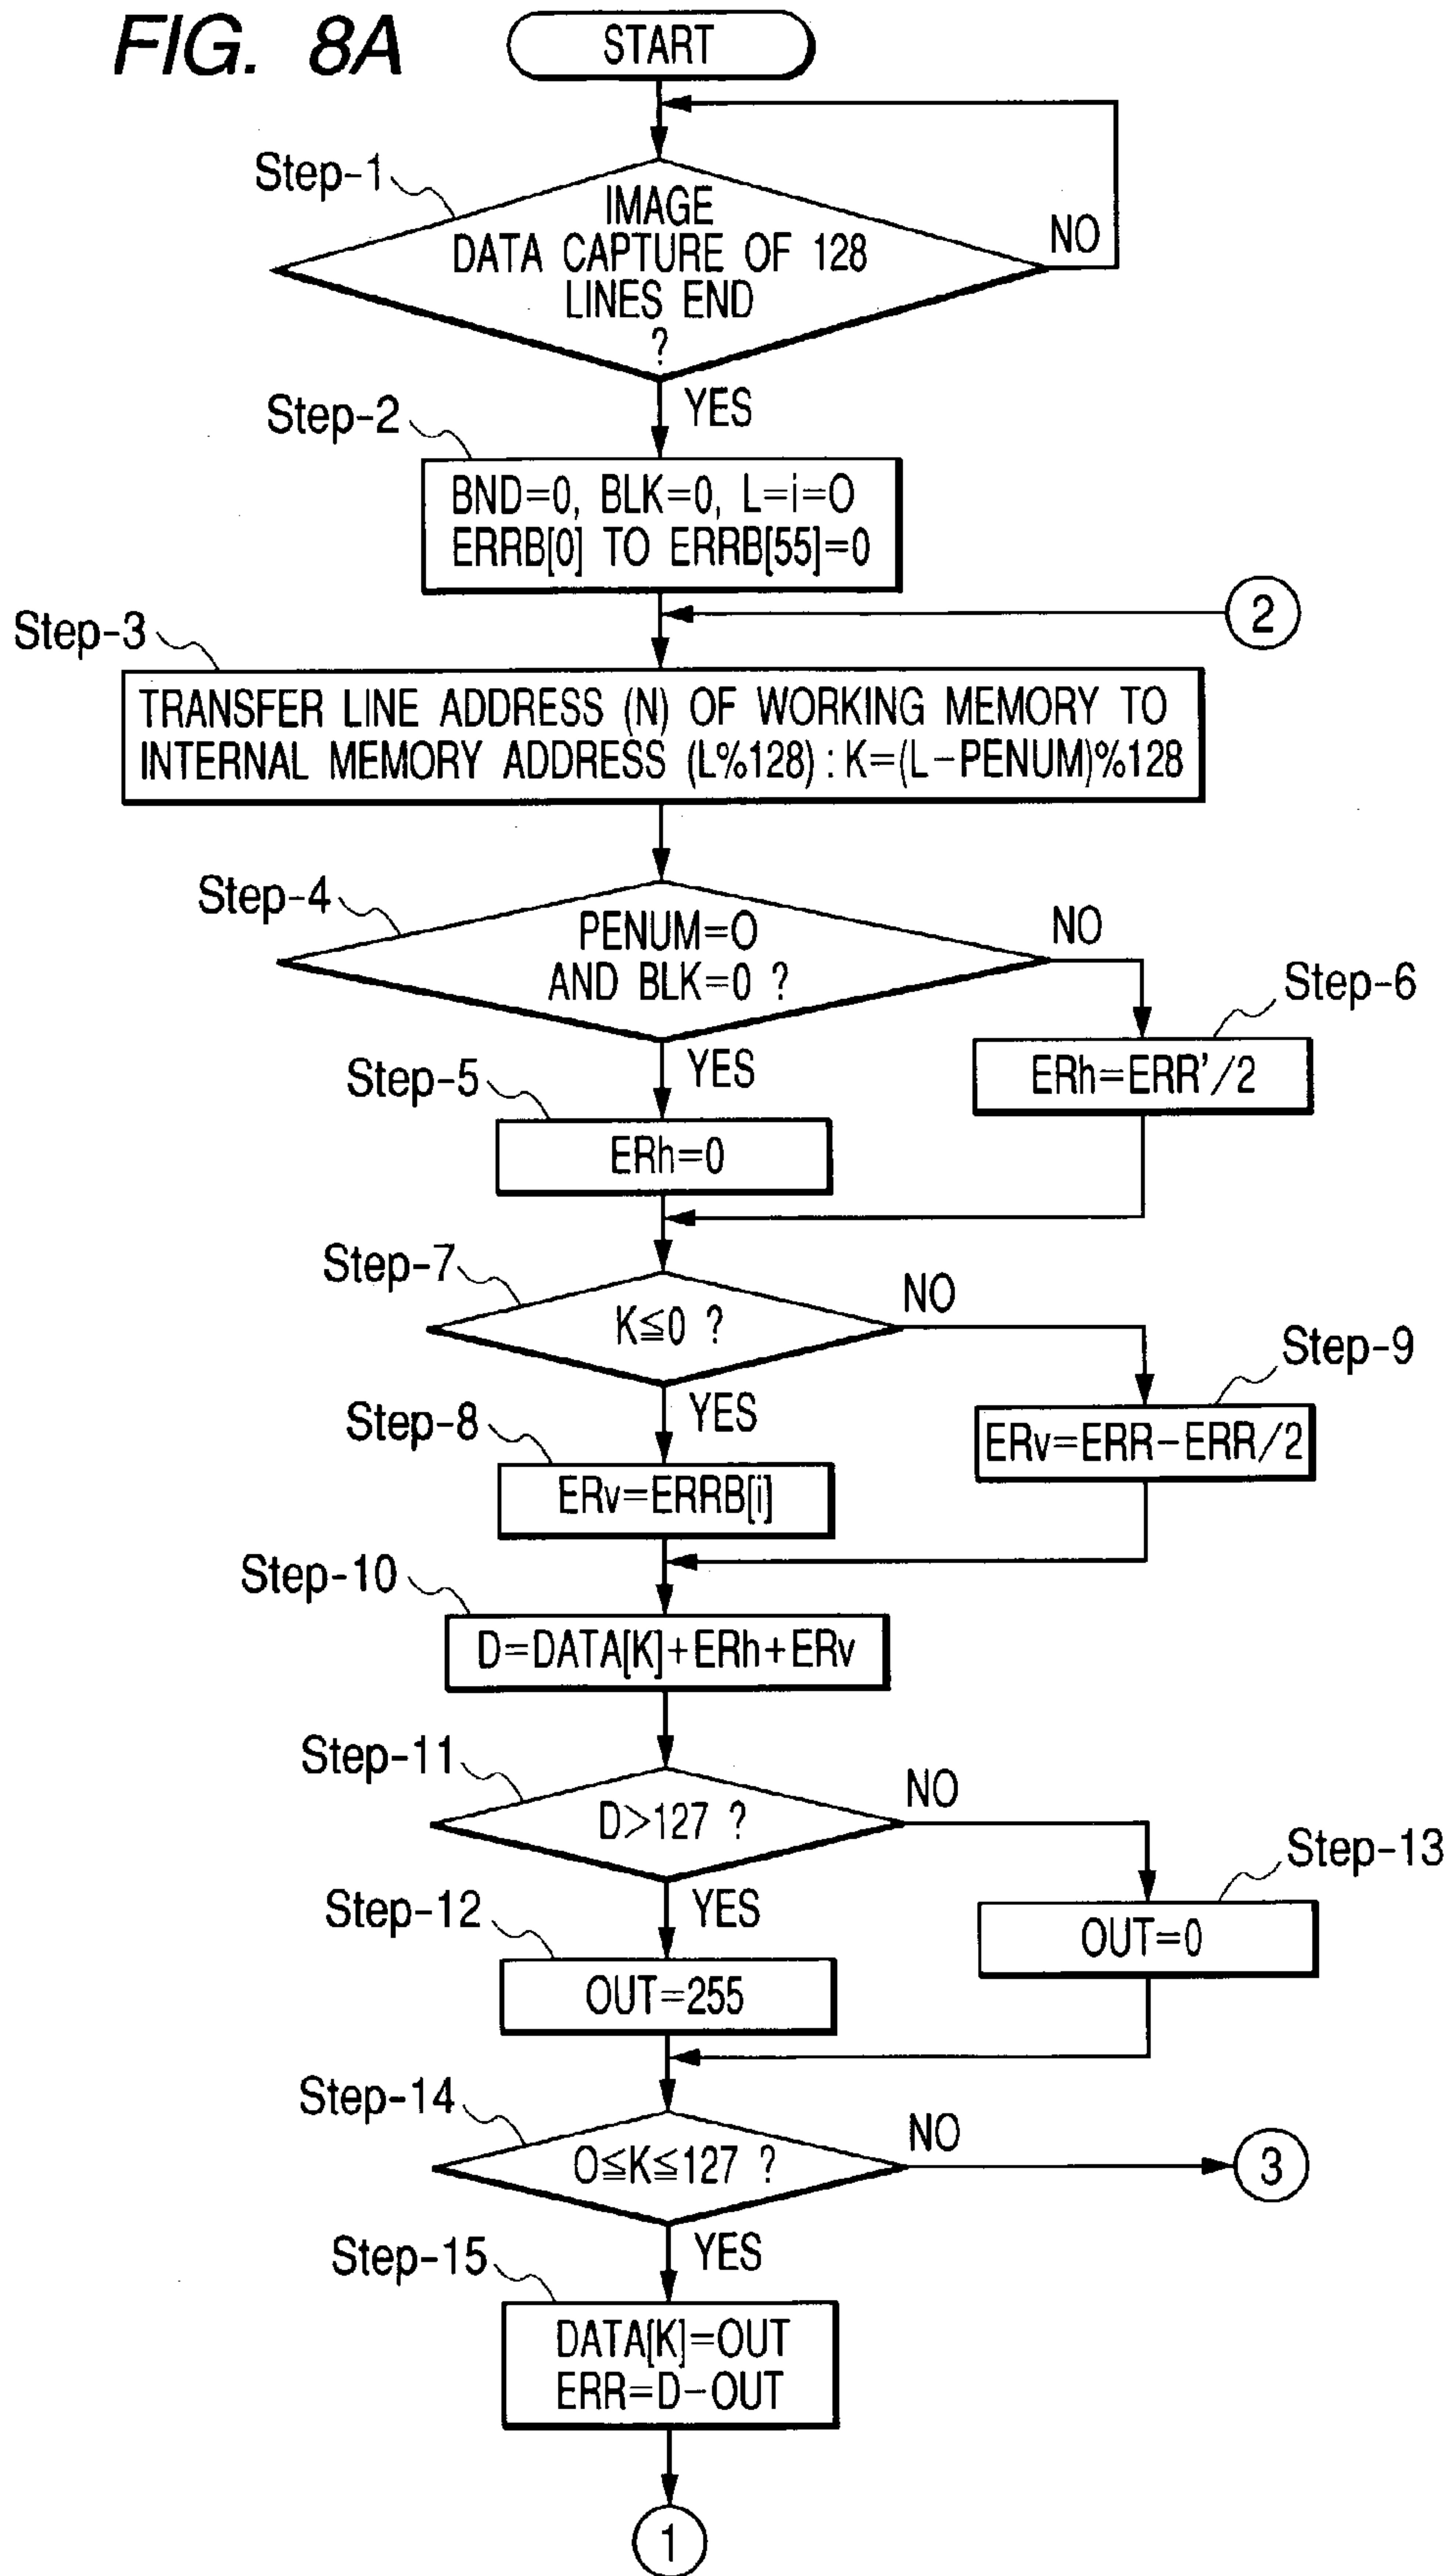 FIG. 8A
START
Step-1
IMAGE
DATA CAPTURE OF 128
LINES END
?
NO
YES
Step-2
BND=0, BLK=0, L=i=0
ERRB[0] TO ERRB[55]=0
2
Step-3
TRANSFER LINE ADDRESS (N) OF WORKING MEMORY TO
INTERNAL MEMORY ADDRESS (L%128) : K=(L-PENUM)%128
Step-4
PENUM=0
AND BLK=0 ?
NO
YES
Step-6
ERh=ERR'/2
Step-5
ERh=0
Step-7
K≦0 ?
NO
YES
Step-9
ERv=ERR-ERR/2
Step-8
ERv=ERRB[i]
Step-10
D=DATA[K]+ERh+ERv
Step-11
D>127 ?
NO
YES
Step-13
OUT=0
Step-12
OUT=255
Step-14
0≦K≦127 ?
NO
3
YES
Step-15
DATA[K]=OUT
ERR=D-OUT
1